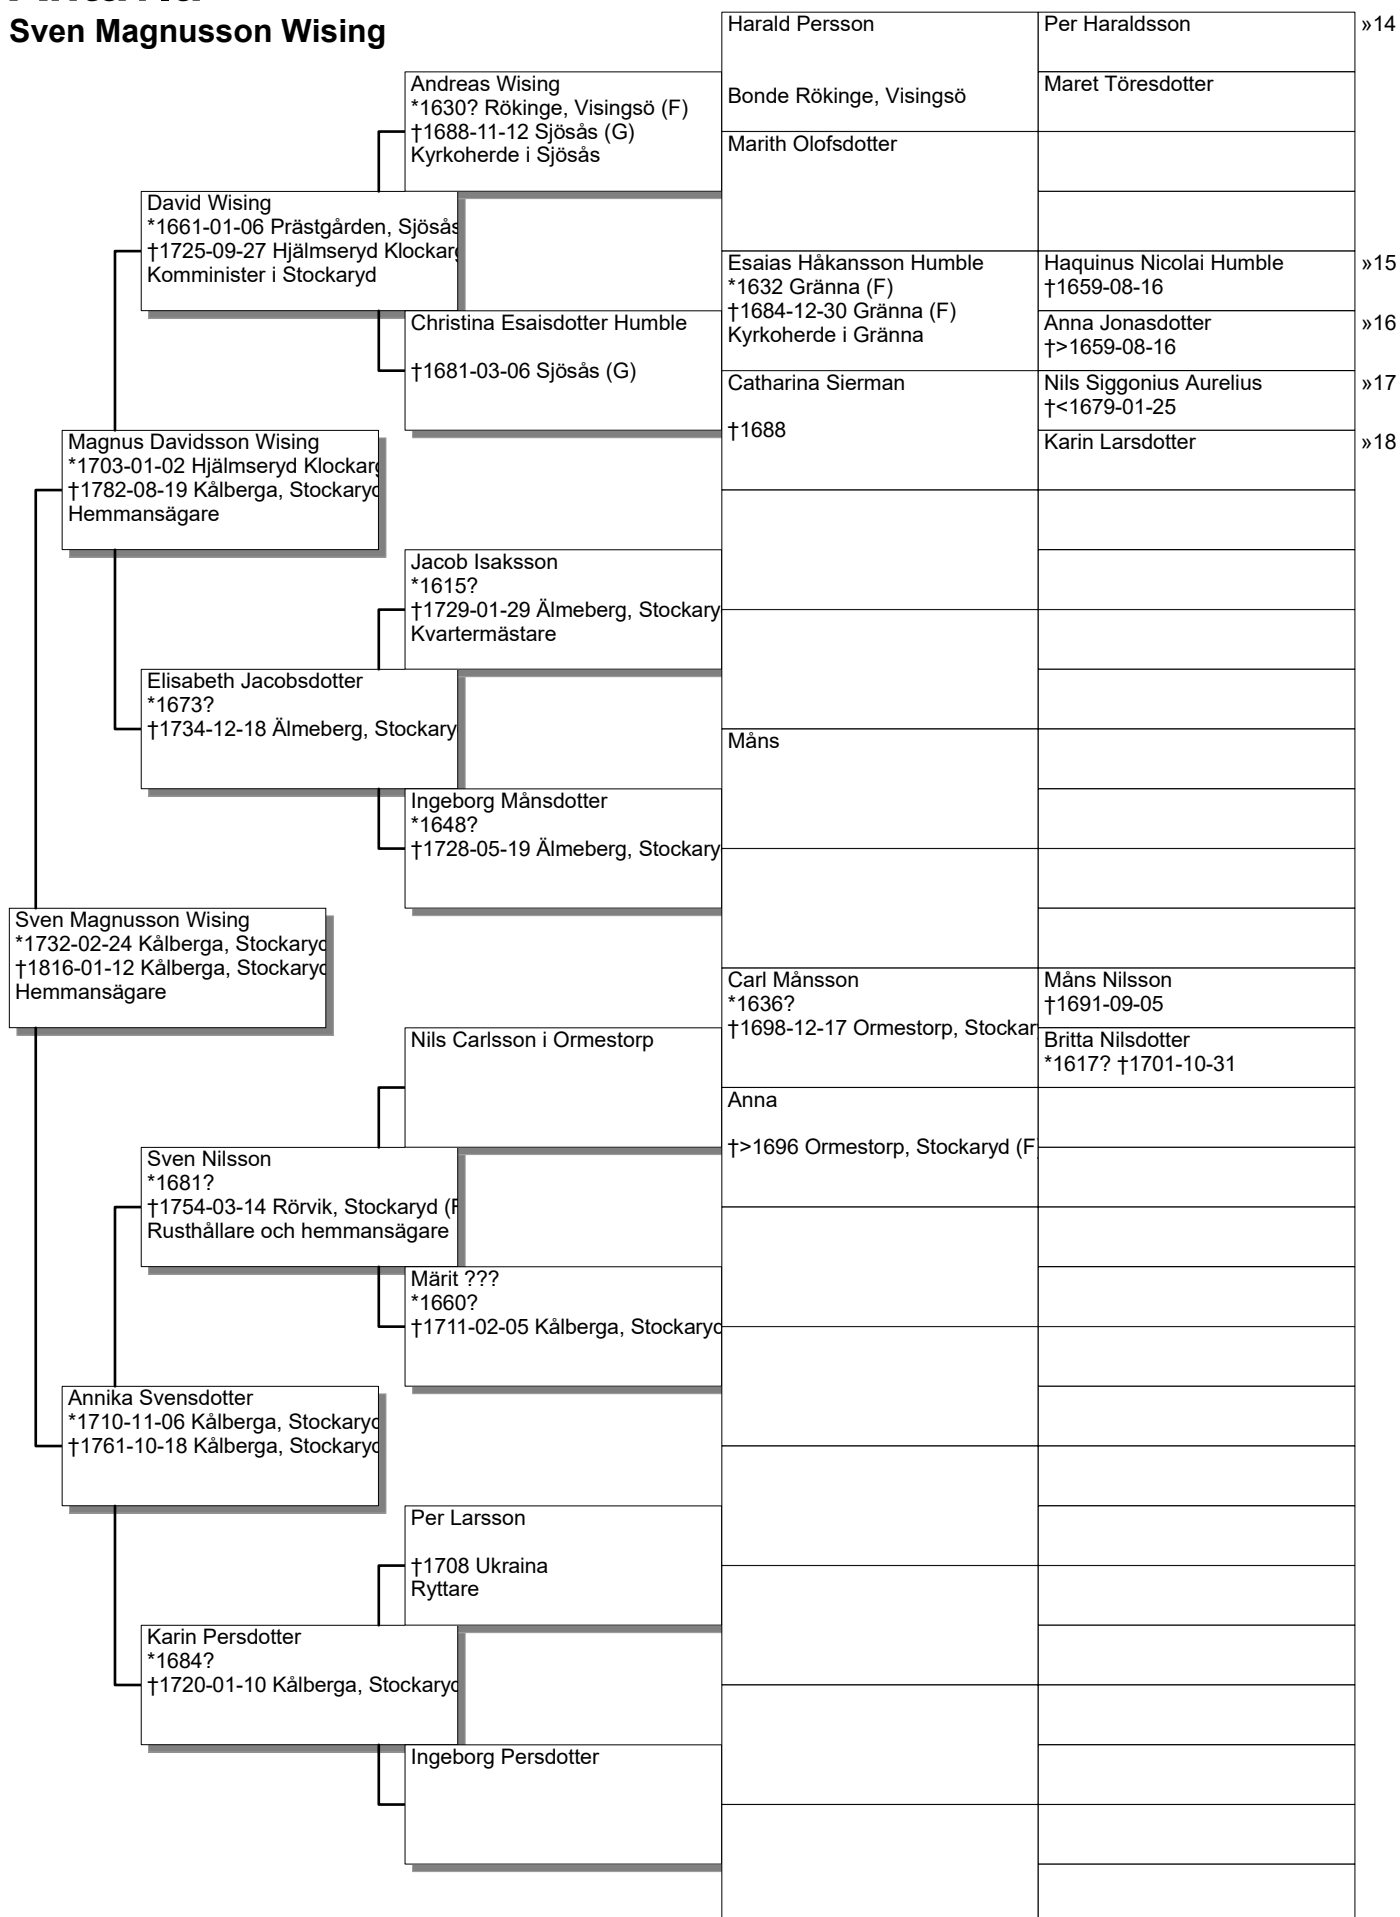 Sven Magnusson Wising
Harald Persson
Bonde Rökinge, Visingsö
Per Haraldsson
»14
Maret Töresdotter
Andreas Wising
*1630? Rökinge, Visingsö (F)
†1688-11-12 Sjösås (G)
Kyrkoherde i Sjösås
Marith Olofsdotter
David Wising
*1661-01-06 Prästgården, Sjösås
†1725-09-27 Hjälmseryd Klockar
Komminister i Stockaryd
Esaias Håkansson Humble
*1632 Gränna (F)
†1684-12-30 Gränna (F)
Kyrkoherde i Gränna
Haquinus Nicolai Humble
†1659-08-16
»15
Anna Jonasdotter
†>1659-08-16
»16
Christina Esaisdotter Humble
†1681-03-06 Sjösås (G)
Catharina Sierman
†1688
Nils Siggonius Aurelius
†<1679-01-25
»17
Karin Larsdotter
»18
Magnus Davidsson Wising
*1703-01-02 Hjälmseryd Klockar
†1782-08-19 Kålberga, Stockaryd
Hemmansägare
Jacob Isaksson
*1615?
†1729-01-29 Älmeberg, Stockary
Kvartermästare
Elisabeth Jacobsdotter
*1673?
†1734-12-18 Älmeberg, Stockary
Måns
Ingeborg Månsdotter
*1648?
†1728-05-19 Älmeberg, Stockary
Sven Magnusson Wising
*1732-02-24 Kålberga, Stockaryd
†1816-01-12 Kålberga, Stockaryd
Hemmansägare
Carl Månsson
*1636?
†1698-12-17 Ormestorp, Stockar
Måns Nilsson
†1691-09-05
Britta Nilsdotter
*1617? †1701-10-31
Nils Carlsson i Ormestorp
Anna
†>1696 Ormestorp, Stockaryd (F
Sven Nilsson
*1681?
†1754-03-14 Rörvik, Stockaryd (F
Rusthållare och hemmansägare
Märit ???
*1660?
†1711-02-05 Kålberga, Stockaryd
Annika Svensdotter
*1710-11-06 Kålberga, Stockaryd
†1761-10-18 Kålberga, Stockaryd
Per Larsson
†1708 Ukraina
Ryttare
Karin Persdotter
*1684?
†1720-01-10 Kålberga, Stockaryd
Ingeborg Persdotter